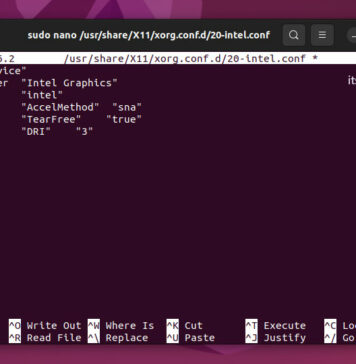 sudo nano /usr/share/X11/xorg.conf.d/20-intel.conf
6.2 /usr/share/X11/xorg.conf.d/20-intel.conf *
vice"
er "Intel Graphics"
"intel"
"AccelMethod" "sna"
"TearFree" "true"
"DRI" "3"
^O Write Out ^W Where Is ^K Cut ^T Execute ^C Loc
^R Read File ^\ Replace ^U Paste ^J Justify ^/ Go